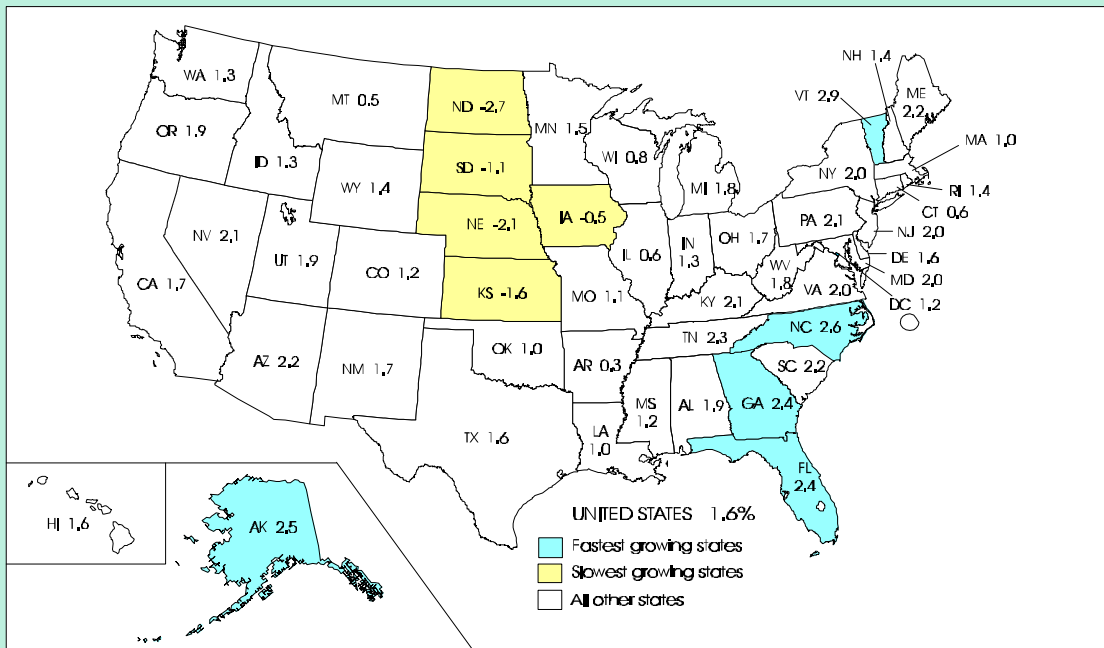 NH 1.4
VT 2.9
ME
2.2
WA 1.3
MT 0.5
ND -2.7
MN 1.5
OR 1.9
ID 1.3
SD -1.1
WI 0.8
MI 1.8
NY 2.0
MA 1.0
WY 1.4
RI 1.4
CT 0.6
NE -2.1
IA -0.5
PA 2.1
NJ 2.0
NV 2.1
UT 1.9
CO 1.2
IL 0.6
IN
1.3
OH 1.7
WV
1.8
DE 1.6
MD 2.0
CA 1.7
KS -1.6
MO 1.1
KY 2.1
VA 2.0
DC 1.2
TN 2.3
NC 2.6
AZ 2.2
NM 1.7
OK 1.0
AR 0.3
SC 2.2
MS
1.2
AL 1.9
GA 2.4
TX 1.6
LA
1.0
FL
2.4
HI 1.6
AK 2.5
UNITED STATES 1.6%
Fastest growing states
Slowest growing states
All other states